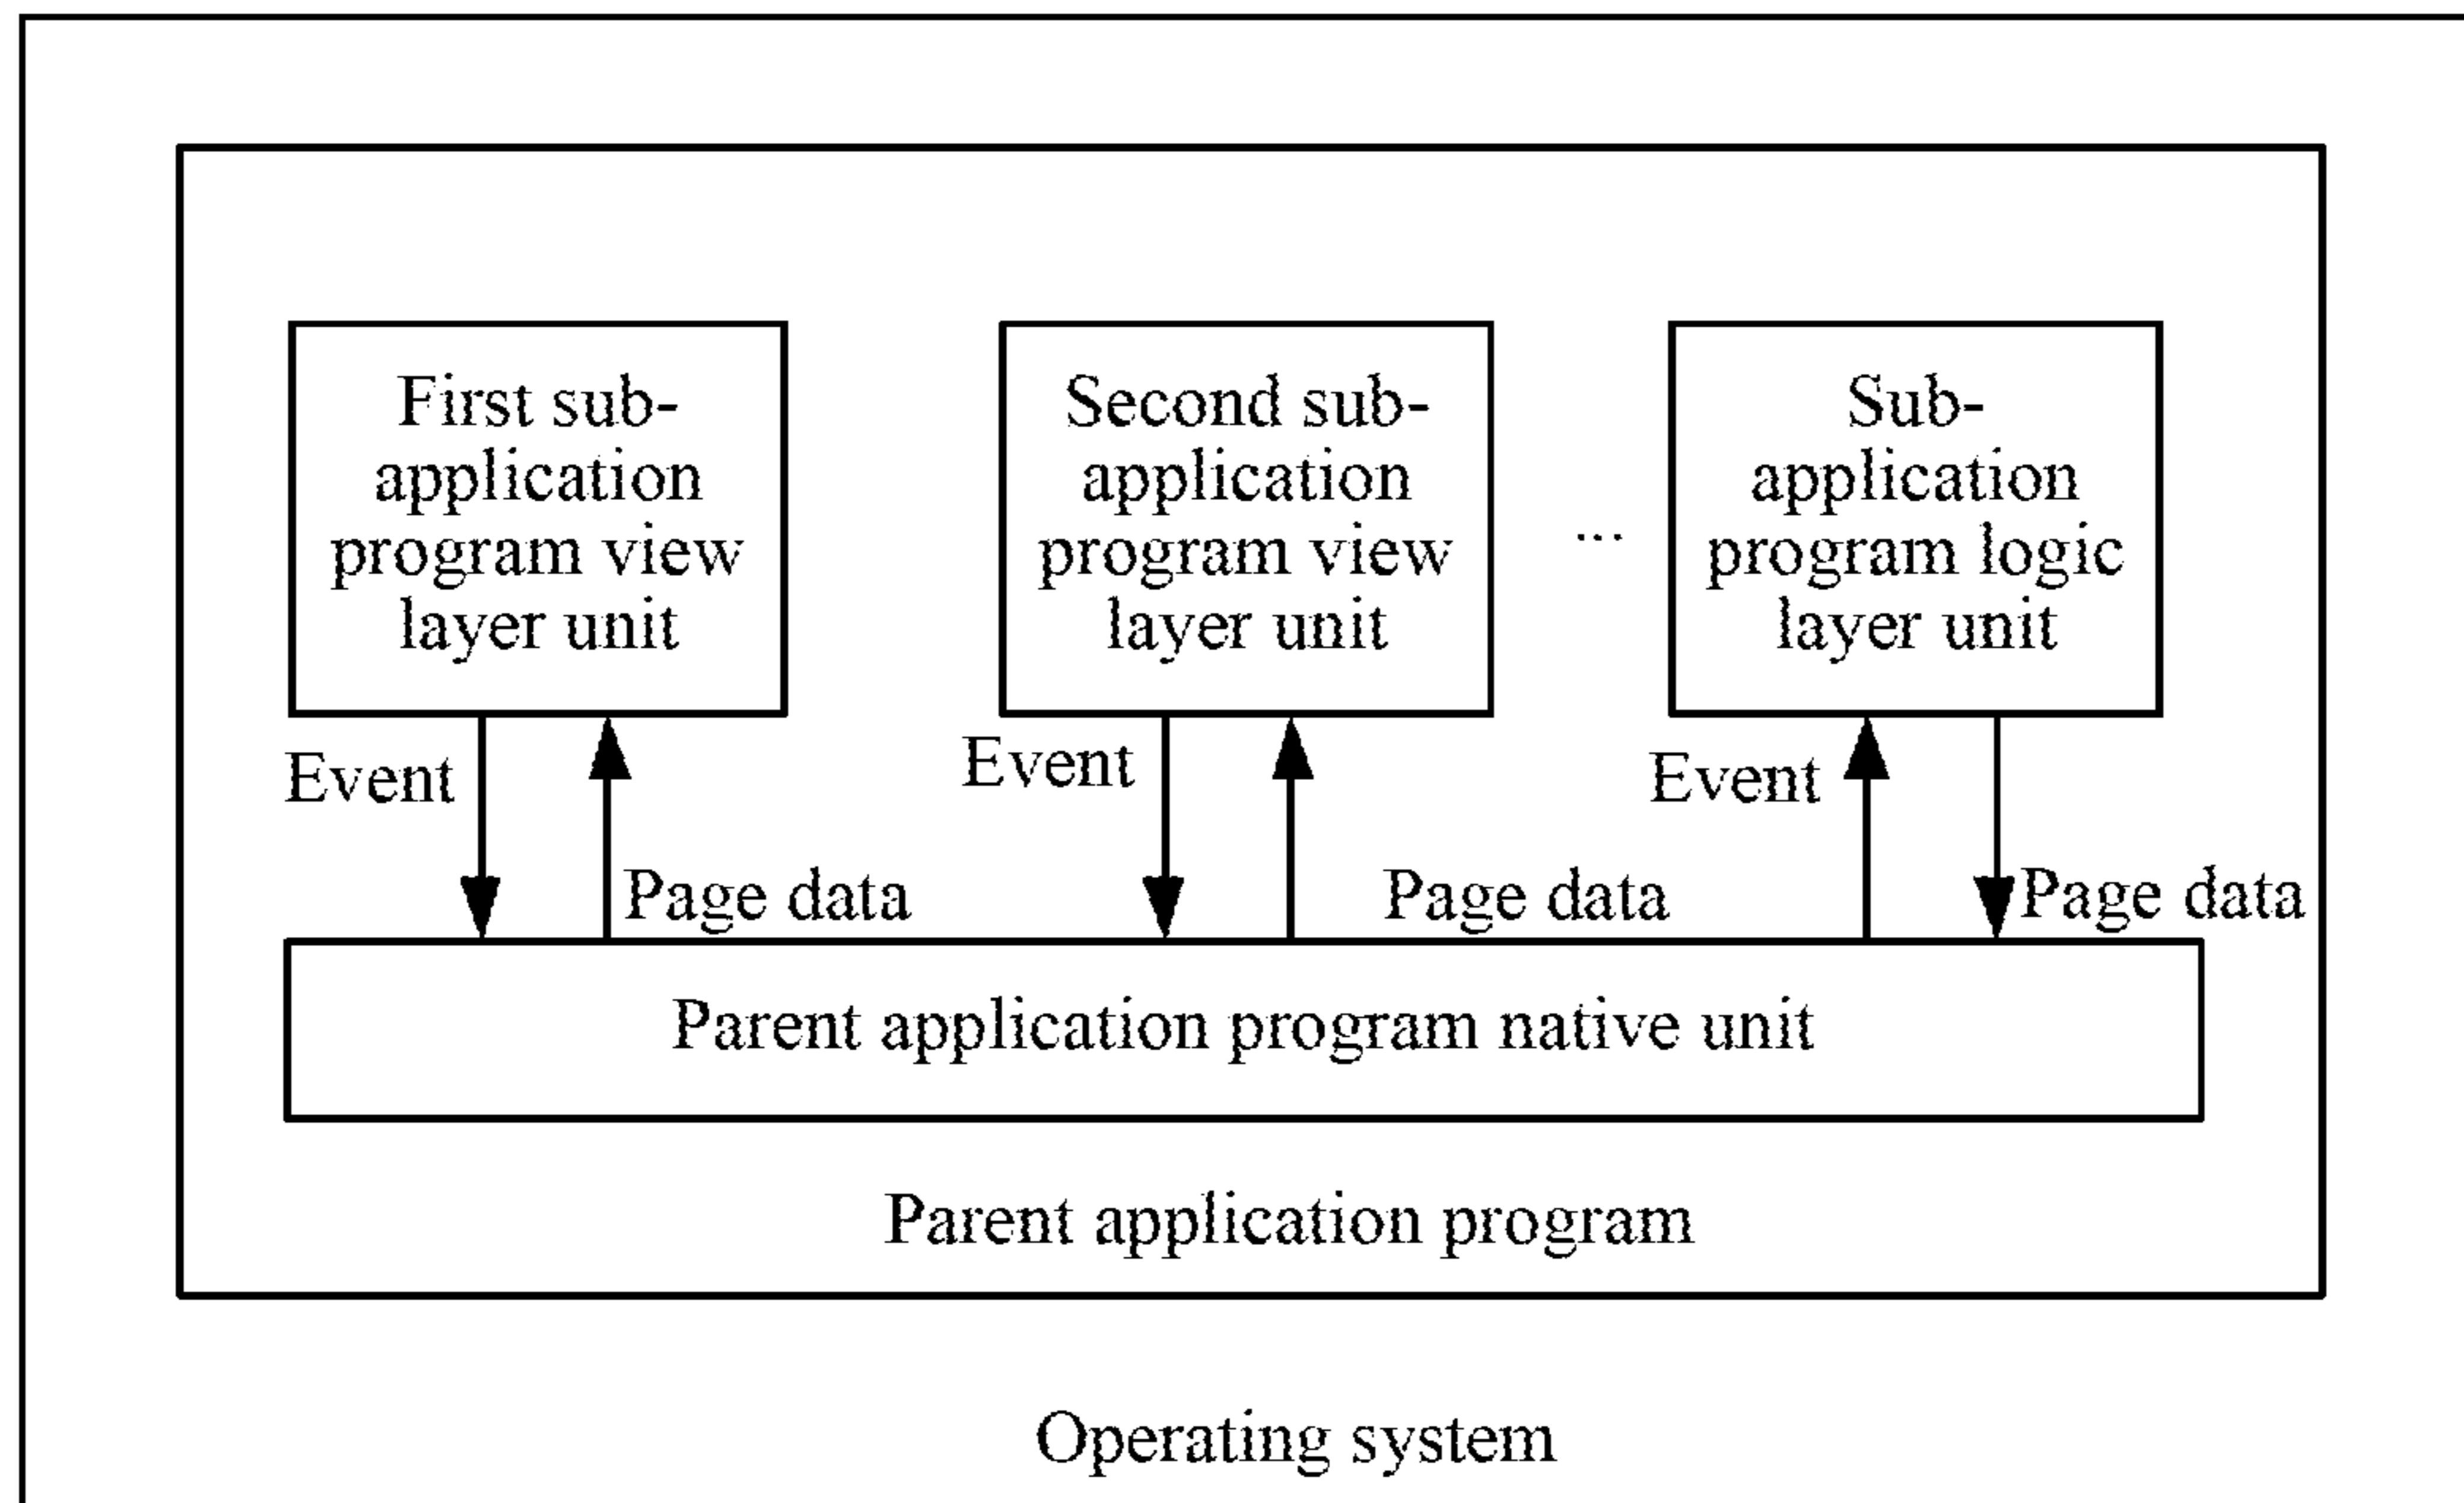 First sub-
application
program view
layer unit
Second sub-
application
program view
layer unit
...
Sub-
application
program logic
layer unit
Event
Page data
Event
Page data
Event
Page data
Parent application program native unit
Parent application program
Operating system